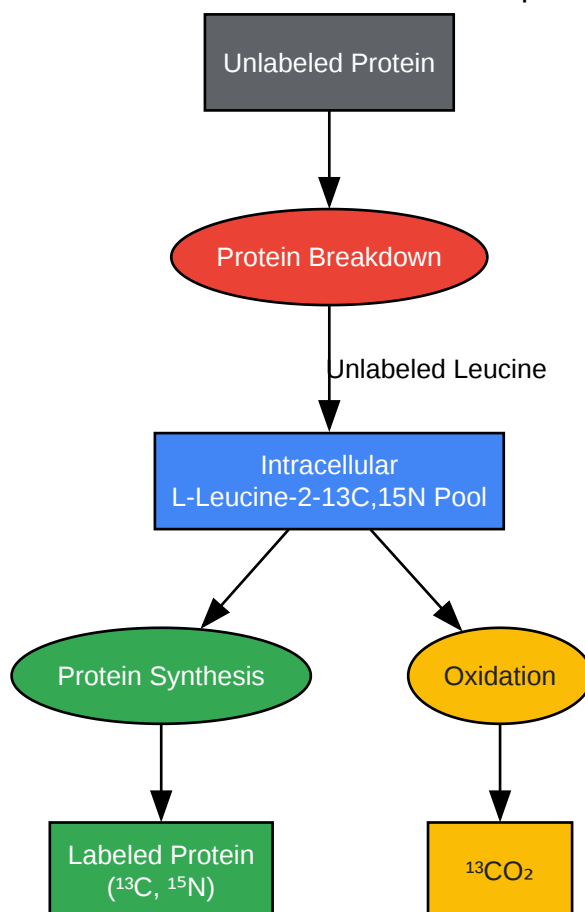 Unlabeled Protein
Protein Breakdown
Unlabeled Leucine
Intracellular
L-Leucine-2-13C,15N Pool
Protein Synthesis
Oxidation
Labeled Protein
(¹³C, ¹⁵N)
¹³CO₂